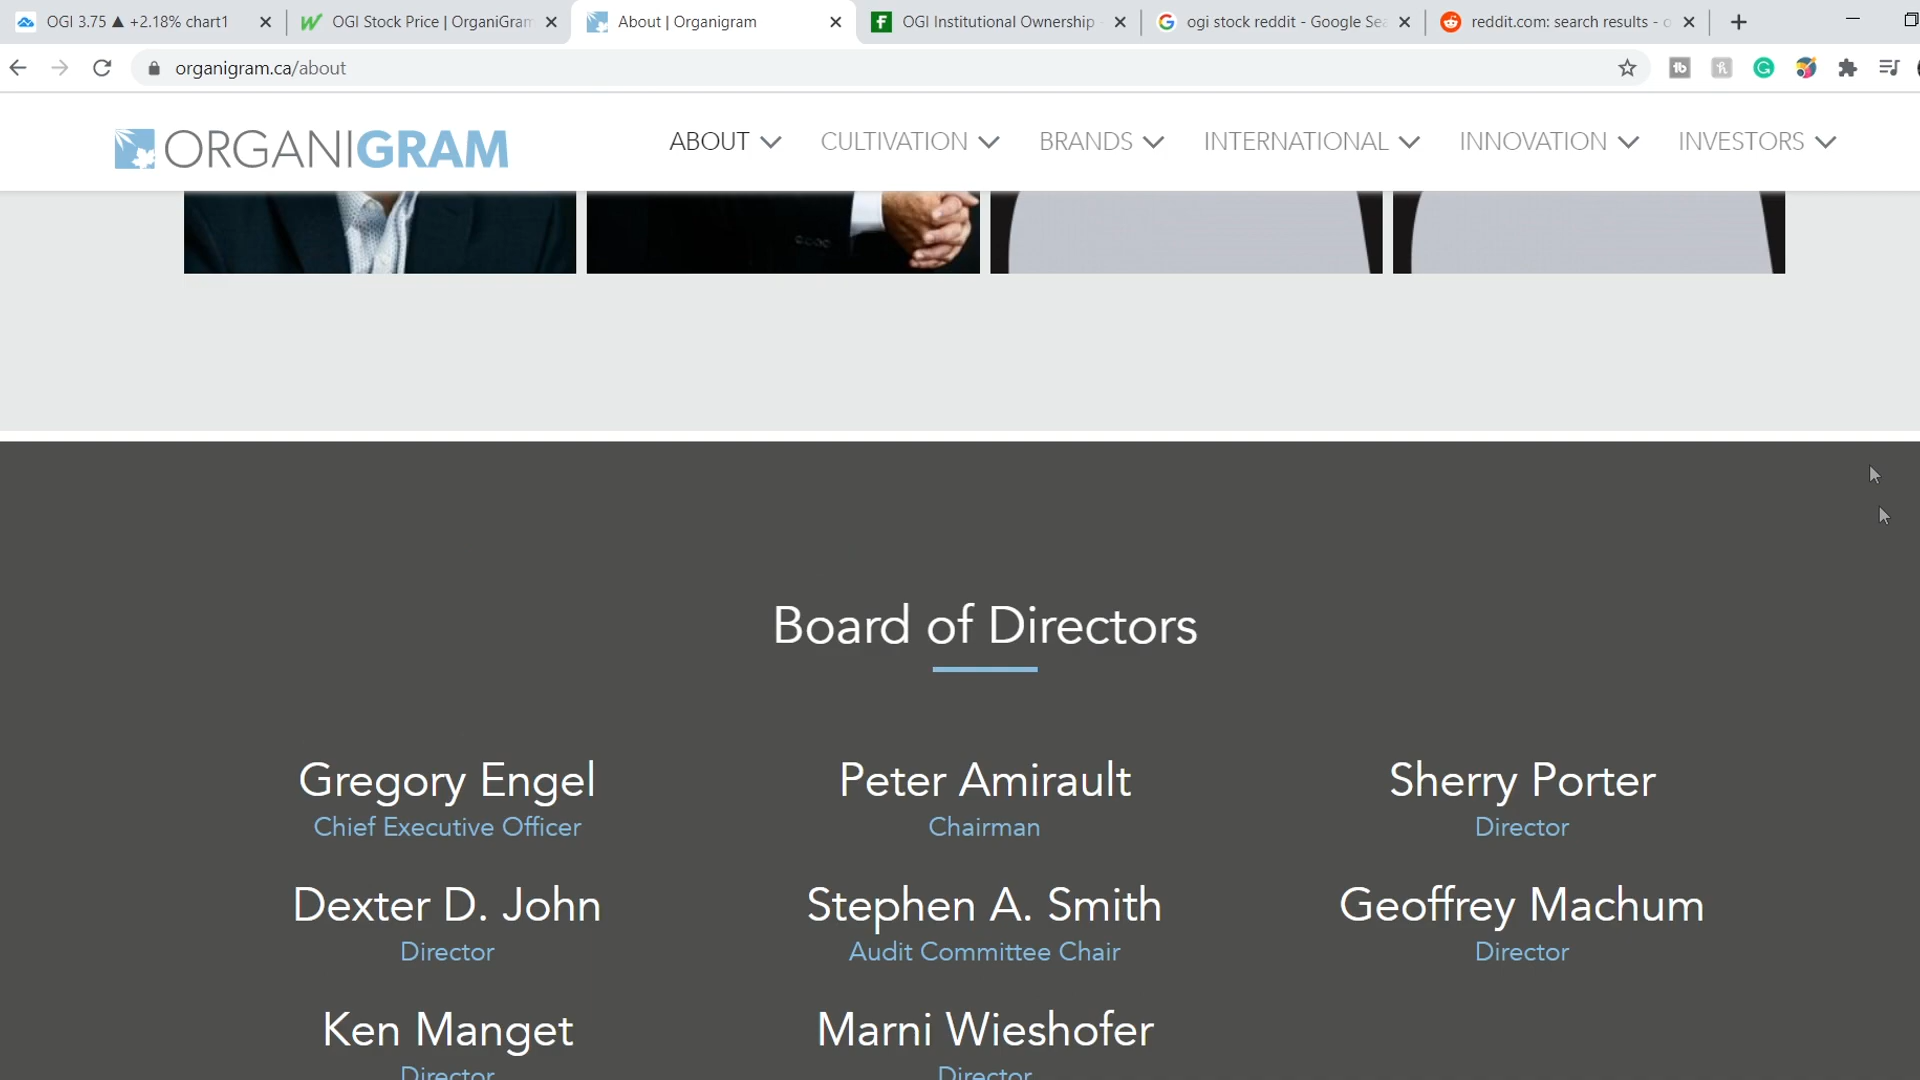 OGI 3.75 ▲ +2.18% chart1
OGI Stock Price | OrganiGram
About | Organigram
OGI Institutional Ownership
ogi stock reddit - Google Sea
reddit.com: search results - o
organigram.ca/about
ORGANIGRAM
ABOUT
CULTIVATION
BRANDS
INTERNATIONAL
INNOVATION
INVESTORS
Board of Directors
Gregory Engel
Peter Amirault
Sherry Porter
Chief Executive Officer
Chairman
Director
Dexter D. John
Stephen A. Smith
Geoffrey Machum
Director
Audit Committee Chair
Director
Ken Manget
Marni Wieshofer
Director
Director